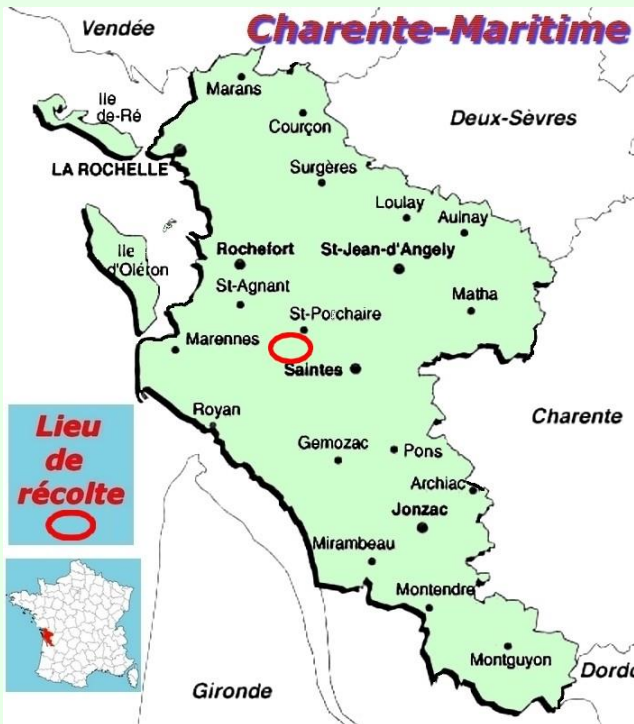 Charente-Maritime
Vendée
Marans
Ile
de-Ré
Courçon
Deux-Sèvres
LA ROCHELLE
Surgères
Loulay
Aulnay
Ile
d'Oléron
Rochefort
St-Jean-d'Angely
St-Agnant
Matha
St-Porchaire
Marennes
Saintes
Royan
Charente
Lieu
de
récolte
Gemozac
Pons
Archiac
Jonzac
Mirambeau
Montendre
Montguyon
Dordo
Gironde